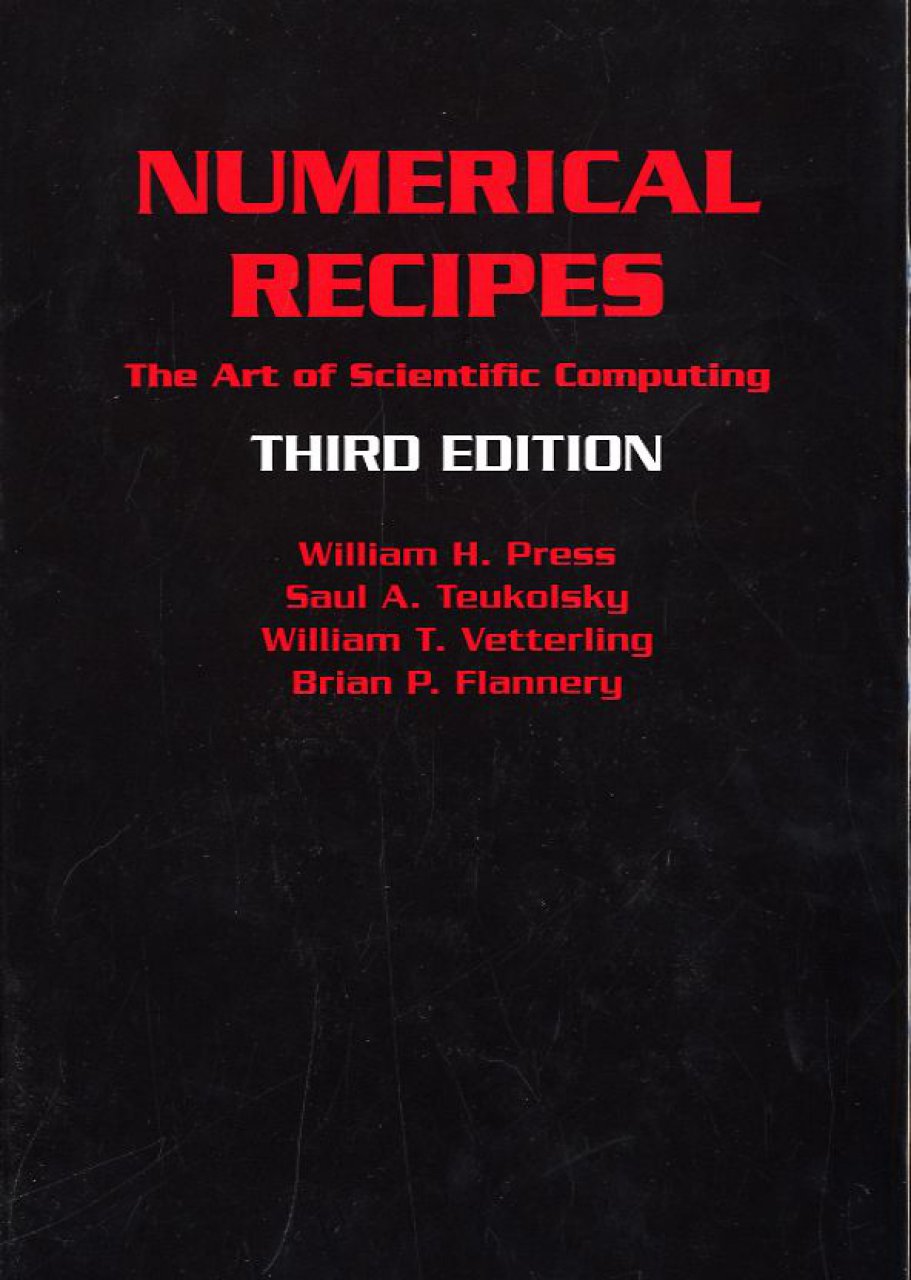 NUMERICAL
RECIPES
The Art of Scientific Computing
THIRD EDITION
William H. Press
Saul A. Teukolsky
William T. Vetterling
Brian P. Flannery